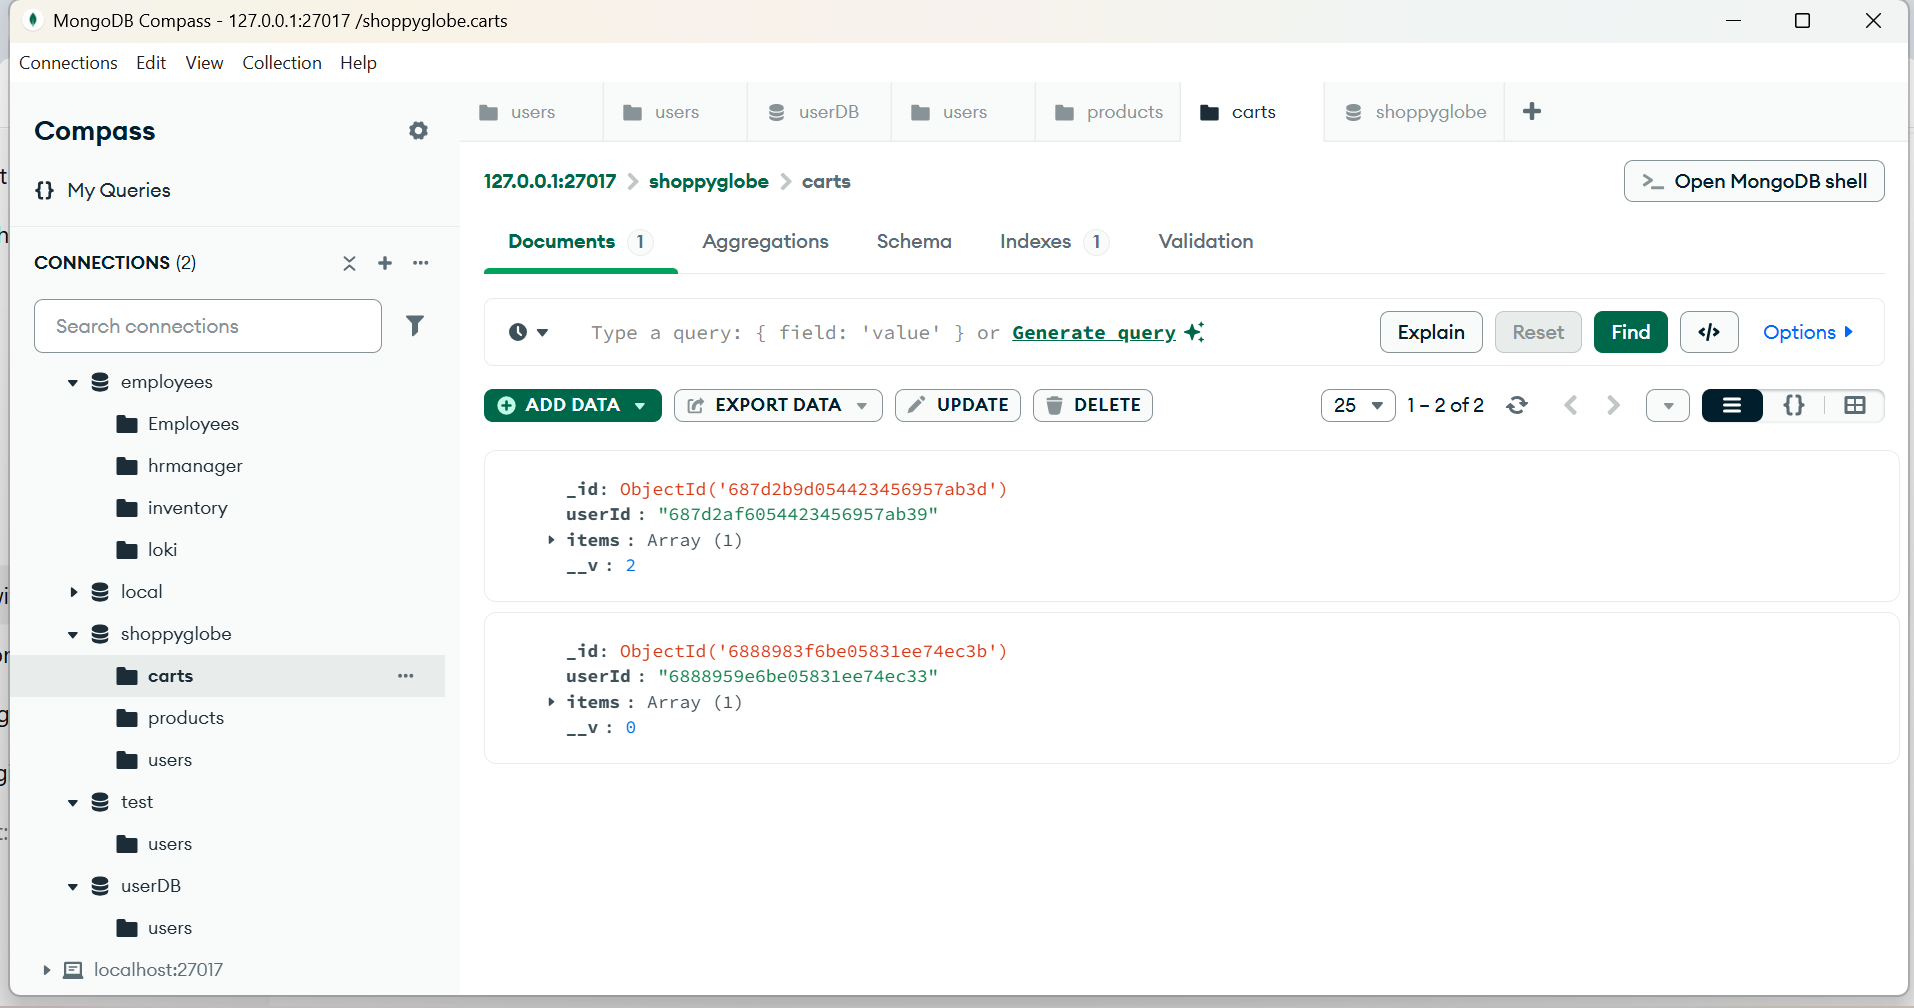 MongoDB Compass - 127.0.0.1:27017 /shoppyglobe.carts
Connections Edit View Collection Help
Compass
{} My Queries
CONNECTIONS (2)
Search connections
employees
Employees
hrmanager
inventory
loki
local
shoppyglobe
carts
products
users
test
users
userDB
users
localhost:27017
users users userDB users products carts shoppyglobe +
127.0.0.1:27017 > shoppyglobe > carts
>_ Open MongoDB shell
Documents 1 Aggregations Schema Indexes 1 Validation
Type a query: { field: 'value' } or Generate query
Explain Reset Find </> Options
ADD DATA EXPORT DATA UPDATE DELETE
25 1 – 2 of 2 {}
_id: ObjectId('687d2b9d054423456957ab3d')
userId : "687d2af6054423456957ab39"
items : Array (1)
__v : 2
_id: ObjectId('6888983f6be05831ee74ec3b')
userId : "6888959e6be05831ee74ec33"
items : Array (1)
__v : 0